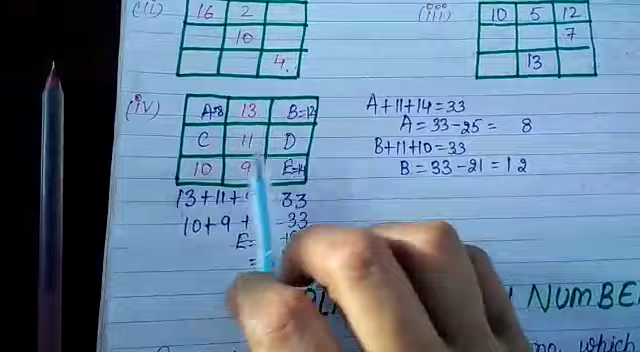 (ii) 16 2
10
4.
(iii) 10 5 12
7
13
(iv) A=8 13 B=12
C 11 D
10 9 E=14
13+11+ 33
10+9+ =33
E=
=
A+11+14=33
A=33-25= 8
B+11+10=33
B=33-21=12
NUMBE
which